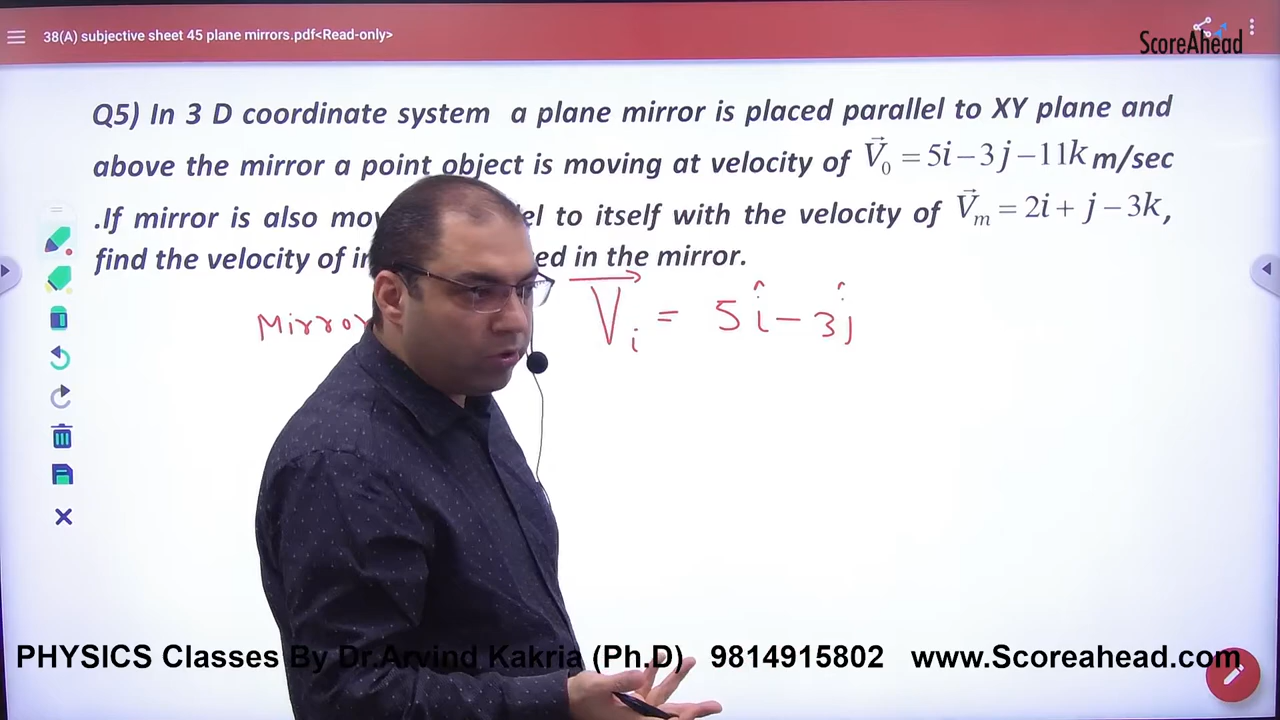 38(A) subjective sheet 45 plane mirrors.pdf<Read-only>
ScoreAhead
Q5) In 3 D coordinate system a plane mirror is placed parallel to XY plane and
above the mirror a point object is moving at velocity of V⃗₀ = 5i − 3j − 11k m/sec
.If mirror is also to itself with the velocity of V⃗ₘ = 2i + j − 3k,
find the velocity of in the mirror.
Mirror V⃗ᵢ = 5î − 3ĵ
PHYSICS Classes By Dr.Arvind Kakria (Ph.D) 9814915802 www.Scoreahead.com